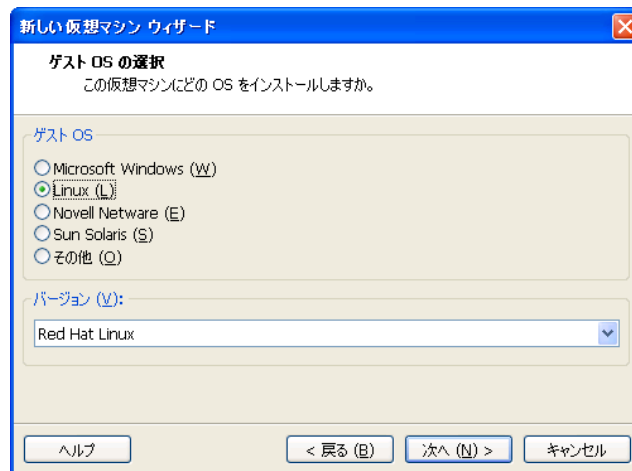 新しい仮想マシン ウィザード
ゲスト OS の選択
この仮想マシンにどの OS をインストールしますか。
ゲスト OS
Microsoft Windows (W)
Linux (L)
Novell Netware (E)
Sun Solaris (S)
その他 (O)
バージョン (V):
Red Hat Linux
ヘルプ
< 戻る (B)
次へ (N) >
キャンセル